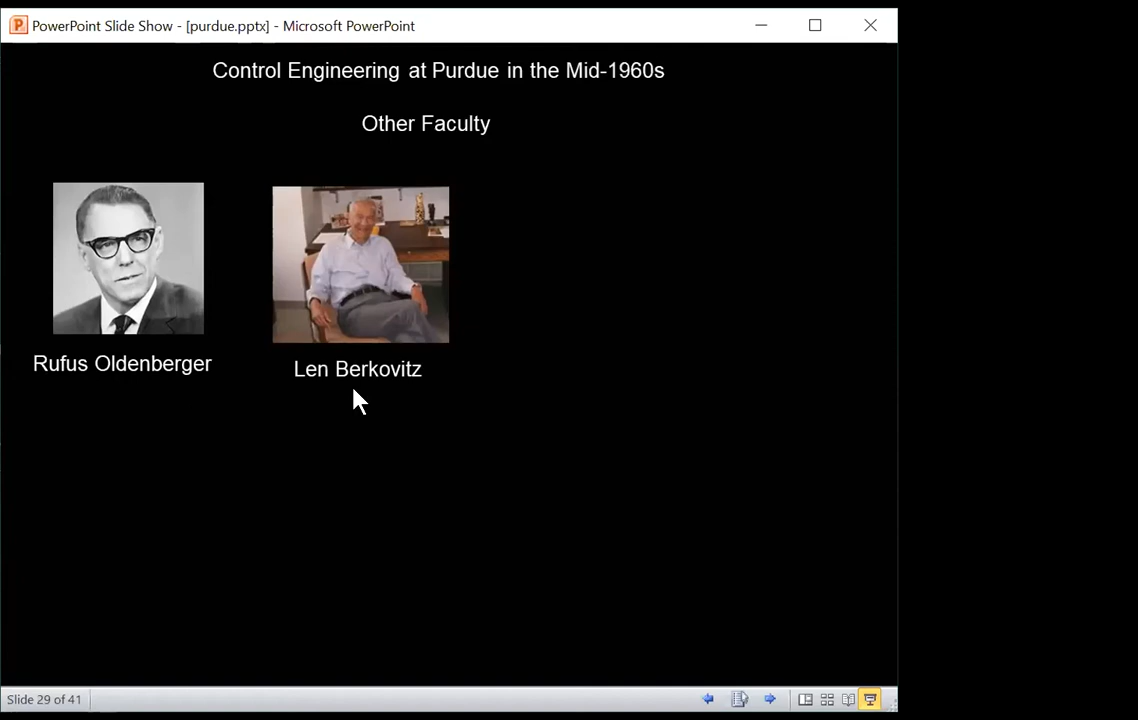 PowerPoint Slide Show - [purdue.pptx] - Microsoft PowerPoint
Control Engineering at Purdue in the Mid-1960s
Other Faculty
Rufus Oldenberger
Len Berkovitz
Slide 29 of 41